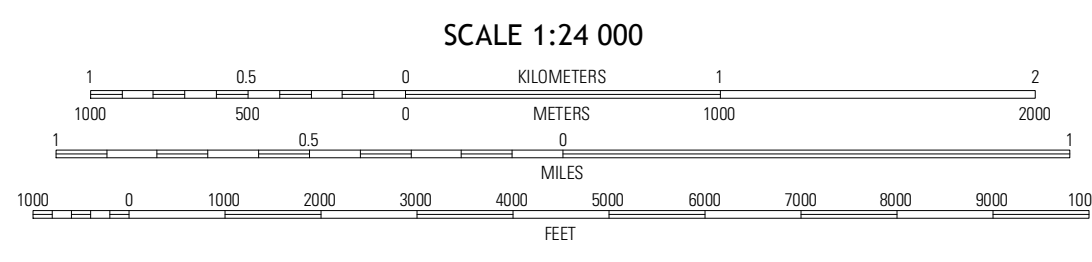 SCALE 1:24 000
1 0.5 0 KILOMETERS 1 2
1000 500 0 METERS 1000 2000
1 0.5 0 1
MILES
1000 0 1000 2000 3000 4000 5000 6000 7000 8000 9000 100
FEET